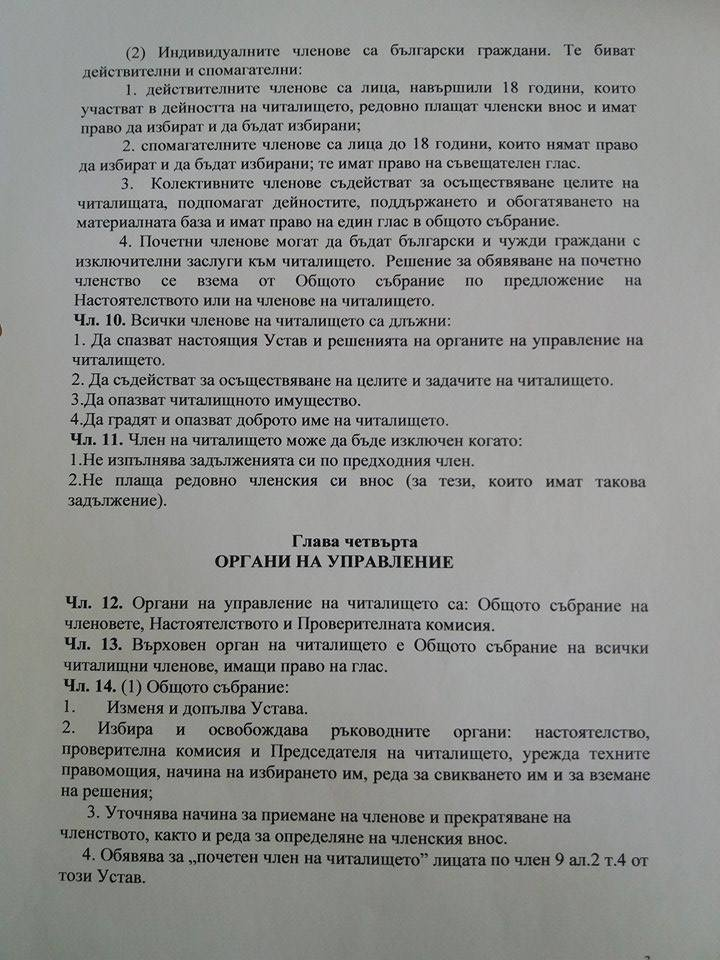 (2) Индивидуалните членове са български граждани. Те биват
действителни и спомагателни:
1. действителните членове са лица, навършили 18 години, които
участват в дейността на читалището, редовно плащат членски внос и имат
право да избират и да бъдат избирани;
2. спомагателните членове са лица до 18 години, които нямат право
да избират и да бъдат избирани; те имат право на съвещателен глас.
3. Колективните членове съдействат за осъществяване целите на
читалищата, подпомагат дейностите, поддържането и обогатяването на
материалната база и имат право на един глас в общото събрание.
4. Почетни членове могат да бъдат български и чужди граждани с
изключителни заслуги към читалището. Решение за обявяване на почетно
членство се взема от Общото събрание по предложение на
Настоятелството или на членове на читалището.
Чл. 10. Всички членове на читалището са длъжни:
1. Да спазват настоящия Устав и решенията на органите на управление на
читалището.
2. Да съдействат за осъществяване на целите и задачите на читалището.
3.Да опазват читалищното имущество.
4.Да градят и опазват доброто име на читалището.
Чл. 11. Член на читалището може да бъде изключен когато:
1.Не изпълнява задълженията си по предходния член.
2.Не плаща редовно членския си внос (за тези, които имат такова
задължение).
Глава четвърта
ОРГАНИ НА УПРАВЛЕНИЕ
Чл. 12. Органи на управление на читалището са: Общото събрание на
членовете, Настоятелството и Проверителната комисия.
Чл. 13. Върховен орган на читалището е Общото събрание на всички
читалищни членове, имащи право на глас.
Чл. 14. (1) Общото събрание:
1. Изменя и допълва Устава.
2. Избира и освобождава ръководните органи: настоятелство,
проверителна комисия и Председателя на читалището, урежда техните
правомощия, начина на избирането им, реда за свикването им и за вземане
на решения;
3. Уточнява начина за приемане на членове и прекратяване на
членството, както и реда за определяне на членския внос.
4. Обявява за „почетен член на читалището” лицата по член 9 ал.2 т.4 от
този Устав.